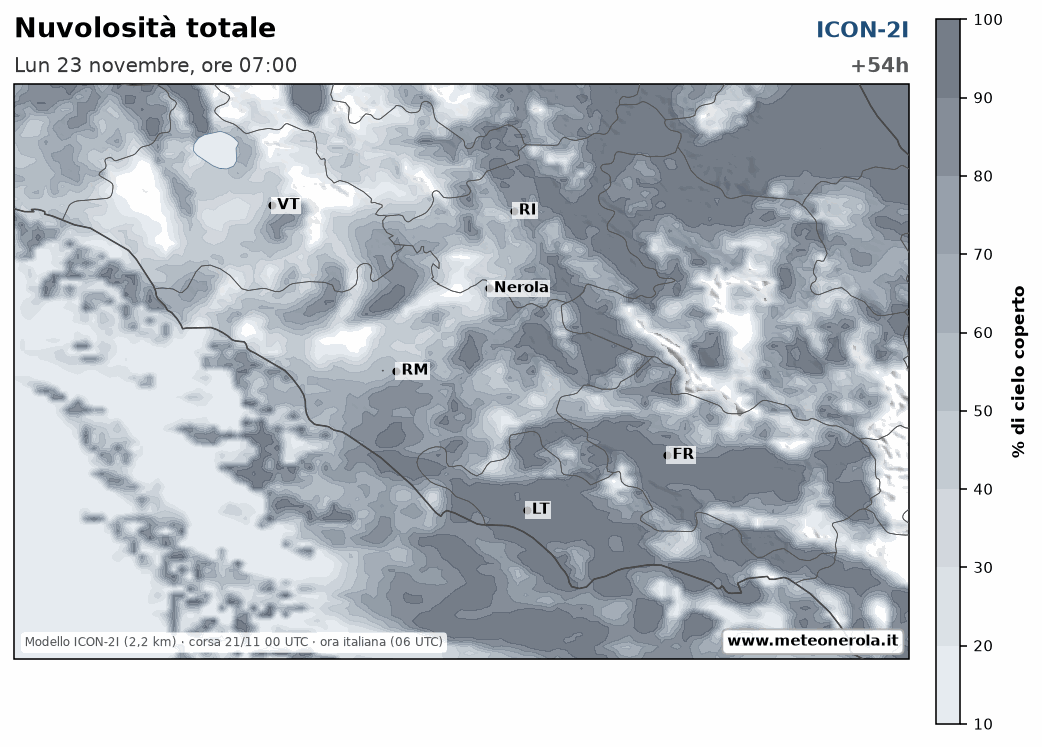 Nuvolosità totale
ICON-2I
Lun 23 novembre, ore 07:00
+54h
VT
RI
Nerola
RM
FR
LT
Modello ICON-2I (2,2 km) · corsa 21/11 00 UTC · ora italiana (06 UTC)
www.meteonerola.it
100
90
80
70
60
50
40
30
20
10
% di cielo coperto